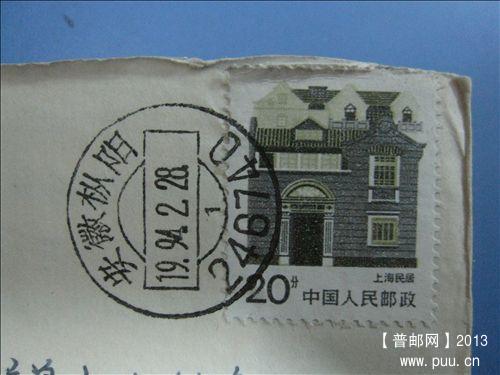 安徽枞阳
19.94.2.28.
1
246740
上海民居
20分 中国人民邮政
【普邮网】2013
www.puu.cn